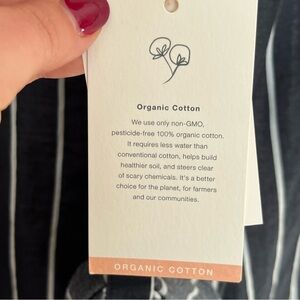 Organic Cotton
We use only non-GMO,
pesticide-free 100% organic cotton.
It requires less water than
conventional cotton, helps build
healthier soil, and steers clear
of scary chemicals. It's a better
choice for the planet, for farmers
and our communities.
ORGANIC COTTON